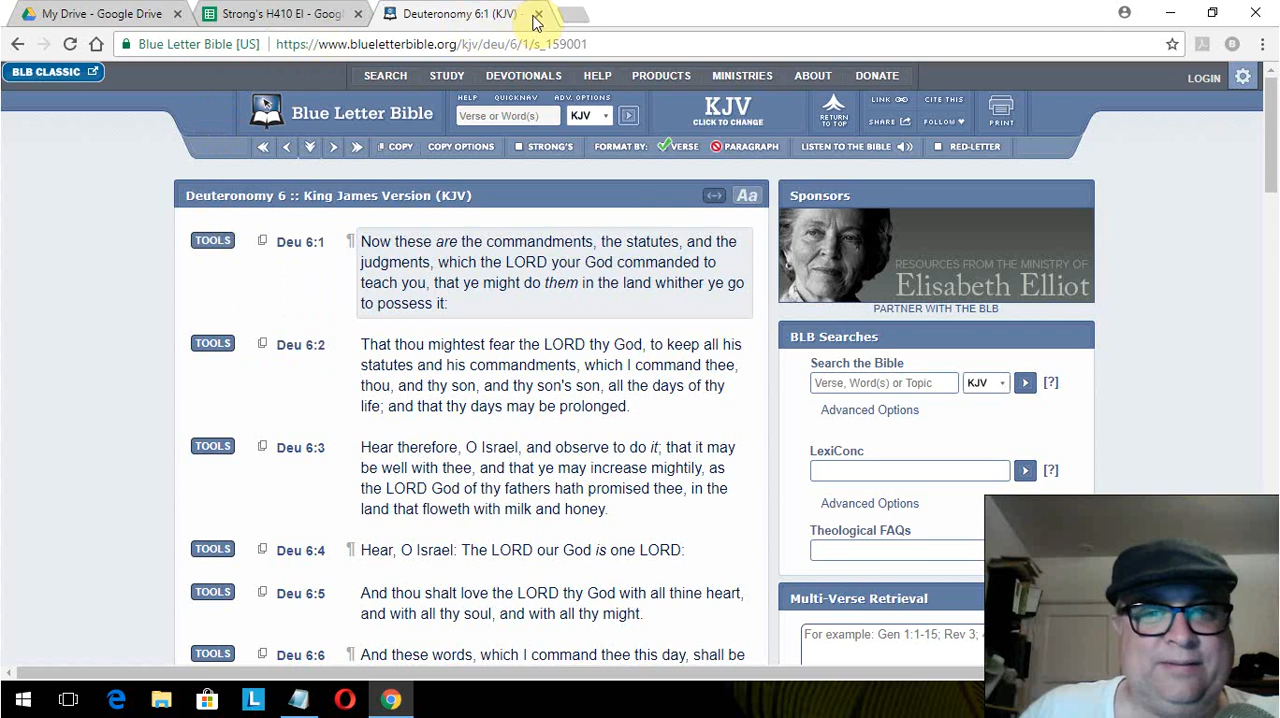 My Drive - Google Drive
Strong's H410 El - Googl
Deuteronomy 6:1 (KJV)
Blue Letter Bible [US]
https://www.blueletterbible.org/kjv/deu/6/1/s_159001
BLB CLASSIC
SEARCH STUDY DEVOTIONALS HELP PRODUCTS MINISTRIES ABOUT DONATE
LOGIN
Blue Letter Bible
HELP QUICKNAV ADV. OPTIONS
Verse or Word(s)
KJV
KJV
CLICK TO CHANGE
RETURN
TO TOP
LINK CITE THIS
SHARE FOLLOW
PRINT
COPY COPY OPTIONS STRONG'S FORMAT BY: VERSE PARAGRAPH LISTEN TO THE BIBLE RED-LETTER
Deuteronomy 6 :: King James Version (KJV)
Aa
TOOLS Deu 6:1 ¶ Now these are the commandments, the statutes, and the
judgments, which the LORD your God commanded to
teach you, that ye might do them in the land whither ye go
to possess it:
TOOLS Deu 6:2 That thou mightest fear the LORD thy God, to keep all his
statutes and his commandments, which I command thee,
thou, and thy son, and thy son's son, all the days of thy
life; and that thy days may be prolonged.
TOOLS Deu 6:3 Hear therefore, O Israel, and observe to do it; that it may
be well with thee, and that ye may increase mightily, as
the LORD God of thy fathers hath promised thee, in the
land that floweth with milk and honey.
TOOLS Deu 6:4 ¶ Hear, O Israel: The LORD our God is one LORD:
TOOLS Deu 6:5 And thou shalt love the LORD thy God with all thine heart,
and with all thy soul, and with all thy might.
TOOLS Deu 6:6 And these words, which I command thee this day, shall be
Sponsors
RESOURCES FROM THE MINISTRY OF
Elisabeth Elliot
PARTNER WITH THE BLB
BLB Searches
Search the Bible
Verse, Word(s) or Topic KJV [?]
Advanced Options
LexiConc
[?]
Advanced Options
Theological FAQs
Multi-Verse Retrieval
For example: Gen 1:1-15; Rev 3;